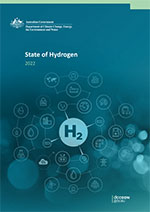 Australian Government
Department of Climate Change, Energy,
the Environment and Water
State of Hydrogen
2022
H2
dcceew
gov.au